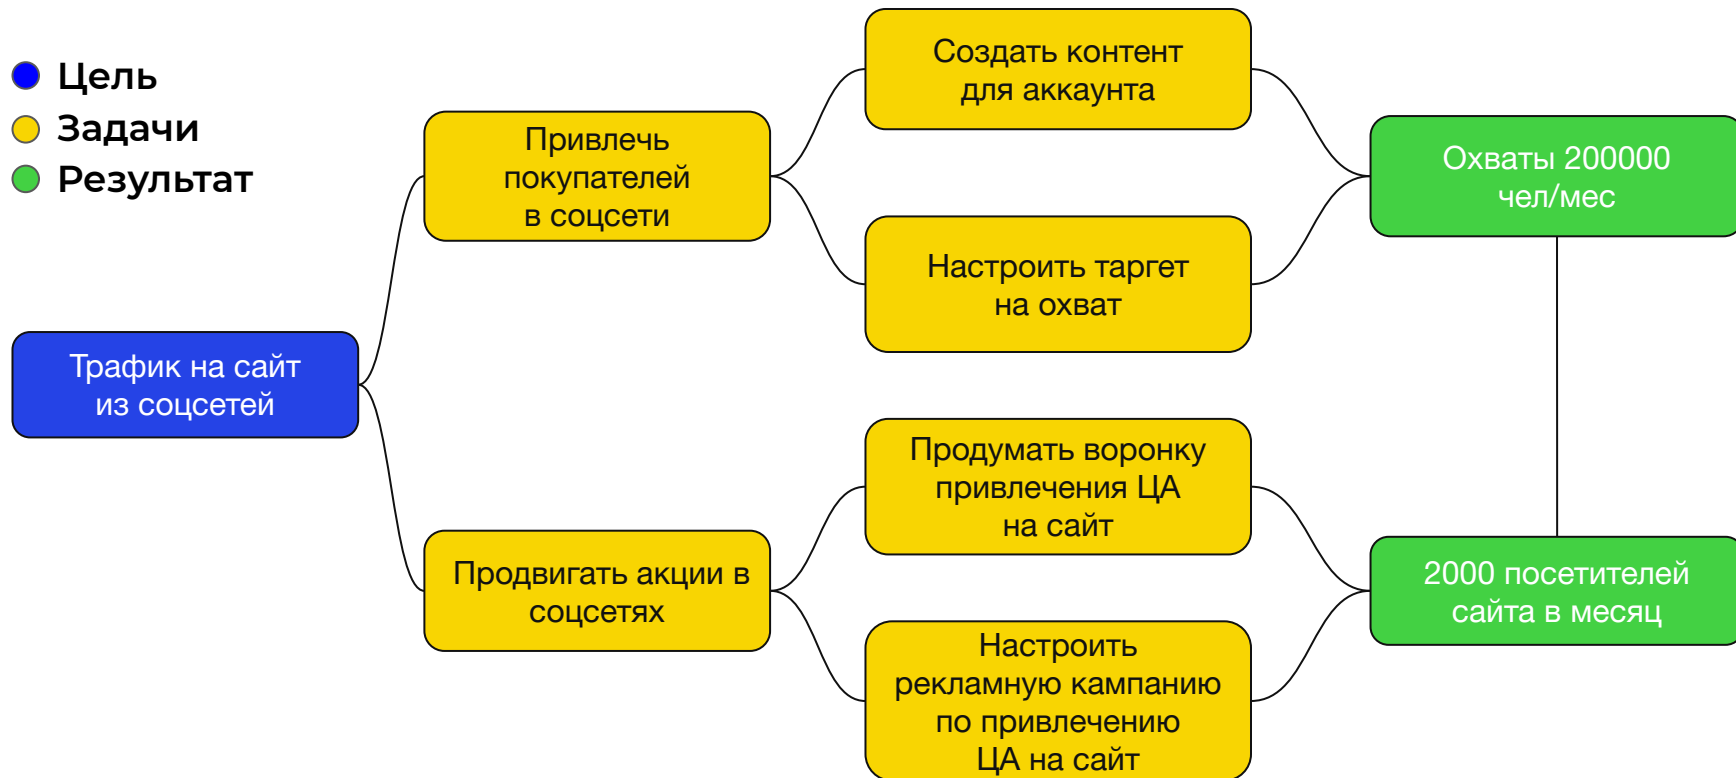 Цель
Задачи
Результат
Трафик на сайт
из соцсетей
Привлечь
покупателей
в соцсети
Продвигать акции в
соцсетях
Создать контент
для аккаунта
Настроить таргет
на охват
Продумать воронку
привлечения ЦА
на сайт
Настроить
рекламную кампанию
по привлечению
ЦА на сайт
Охваты 200000
чел/мес
2000 посетителей
сайта в месяц